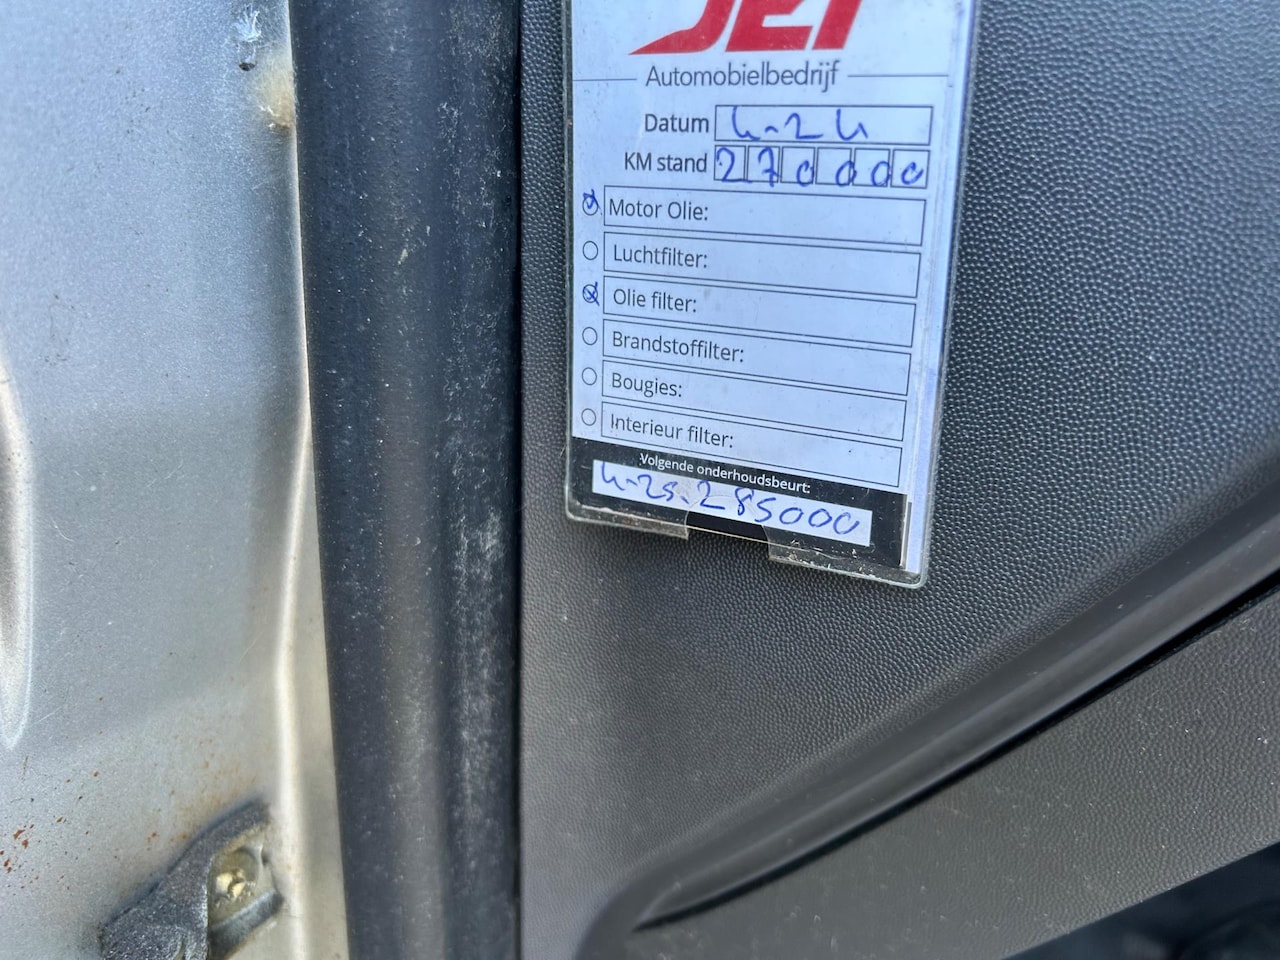 JET
Automobielbedrijf
Datum 4-24
KM stand 270000
Motor Olie:
Luchtfilter:
Olie filter:
Brandstoffilter:
Bougies:
Interieur filter:
Volgende onderhoudsbeurt:
4-25. 285000